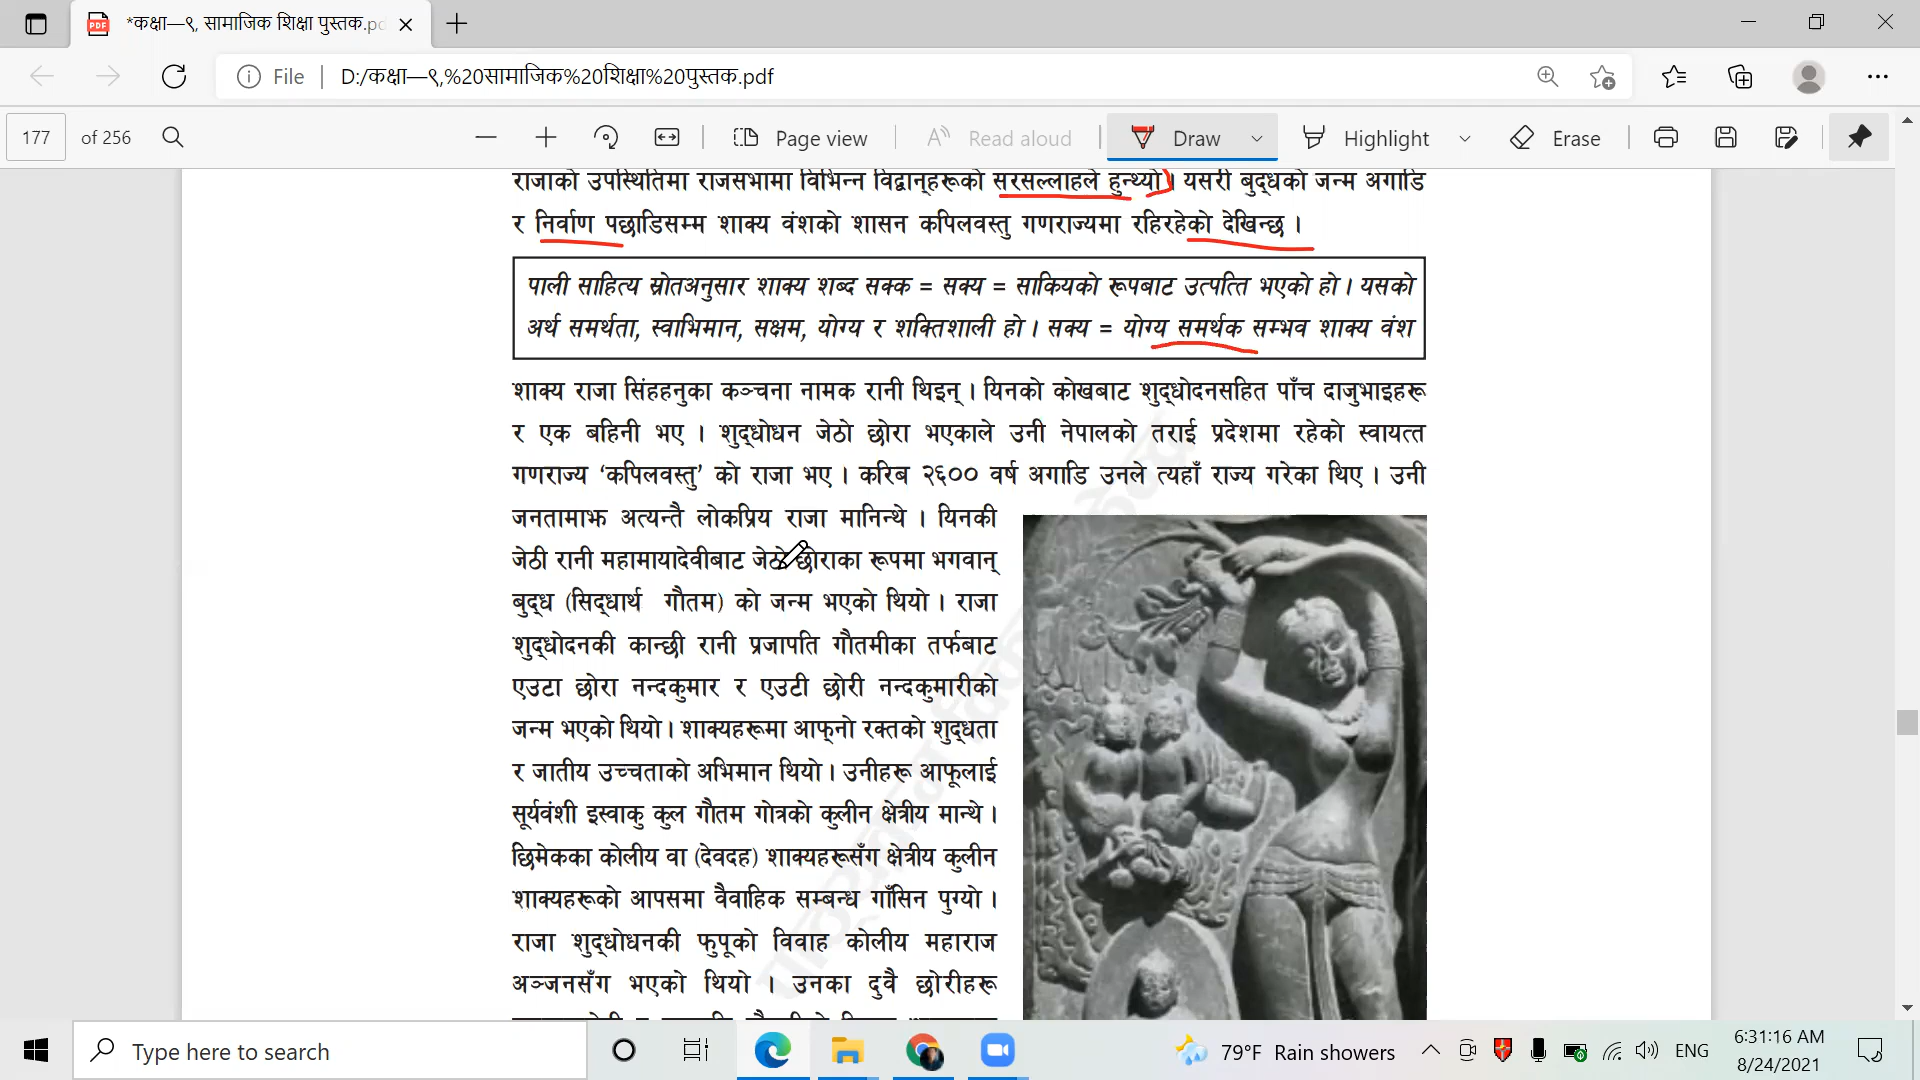 *कक्षा—९, सामाजिक शिक्षा पुस्तक.pd
File
D:/कक्षा—९,%20सामाजिक%20शिक्षा%20पुस्तक.pdf
177 of 256
Page view
Read aloud
Draw
Highlight
Erase
राजाको उपस्थितिमा राजसभामा विभिन्न विद्वान्हरूको सरसल्लाहले हुन्थ्यो । यसरी बुद्धको जन्म अगाडि
र निर्वाण पछाडिसम्म शाक्य वंशको शासन कपिलवस्तु गणराज्यमा रहिरहेको देखिन्छ ।
पाली साहित्य स्रोतअनुसार शाक्य शब्द सक्क = सक्य = साकियको रूपबाट उत्पत्ति भएको हो । यसको
अर्थ समर्थता, स्वाभिमान, सक्षम, योग्य र शक्तिशाली हो । सक्य = योग्य समर्थक सम्भव शाक्य वंश
शाक्य राजा सिंहहनुका कञ्चना नामक रानी थिइन् । यिनको कोखबाट शुद्धोदनसहित पाँच दाजुभाइहरू
र एक बहिनी भए । शुद्धोधन जेठो छोरा भएकाले उनी नेपालको तराई प्रदेशमा रहेको स्वायत्त
गणराज्य 'कपिलवस्तु' को राजा भए । करिब २६०० वर्ष अगाडि उनले त्यहाँ राज्य गरेका थिए । उनी
जनतामाझ अत्यन्तै लोकप्रिय राजा मानिन्थे । यिनकी
जेठी रानी महामायादेवीबाट जेठो छोराका रूपमा भगवान्
बुद्ध (सिद्धार्थ गौतम) को जन्म भएको थियो । राजा
शुद्धोदनकी कान्छी रानी प्रजापति गौतमीका तर्फबाट
एउटा छोरा नन्दकुमार र एउटी छोरी नन्दकुमारीको
जन्म भएको थियो । शाक्यहरूमा आफ्नो रक्तको शुद्धता
र जातीय उच्चताको अभिमान थियो । उनीहरू आफूलाई
सूर्यवंशी इस्वाकु कुल गौतम गोत्रको कुलीन क्षेत्रीय मान्थे ।
छिमेकका कोलीय वा (देवदह) शाक्यहरूसँग क्षेत्रीय कुलीन
शाक्यहरूको आपसमा वैवाहिक सम्बन्ध गाँसिन पुग्यो ।
राजा शुद्धोधनकी फुपूको विवाह कोलीय महाराज
अञ्जनसँग भएको थियो । उनका दुवै छोरीहरू
Type here to search
79°F Rain showers
ENG
6:31:16 AM
8/24/2021